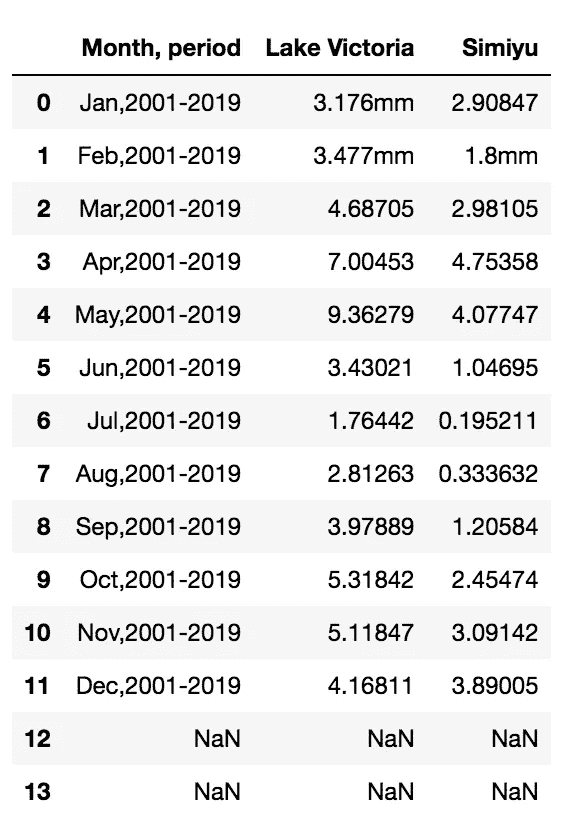 Month, period Lake Victoria Simiyu
0 Jan,2001-2019 3.176mm 2.90847
1 Feb,2001-2019 3.477mm 1.8mm
2 Mar,2001-2019 4.68705 2.98105
3 Apr,2001-2019 7.00453 4.75358
4 May,2001-2019 9.36279 4.07747
5 Jun,2001-2019 3.43021 1.04695
6 Jul,2001-2019 1.76442 0.195211
7 Aug,2001-2019 2.81263 0.333632
8 Sep,2001-2019 3.97889 1.20584
9 Oct,2001-2019 5.31842 2.45474
10 Nov,2001-2019 5.11847 3.09142
11 Dec,2001-2019 4.16811 3.89005
12 NaN NaN NaN
13 NaN NaN NaN